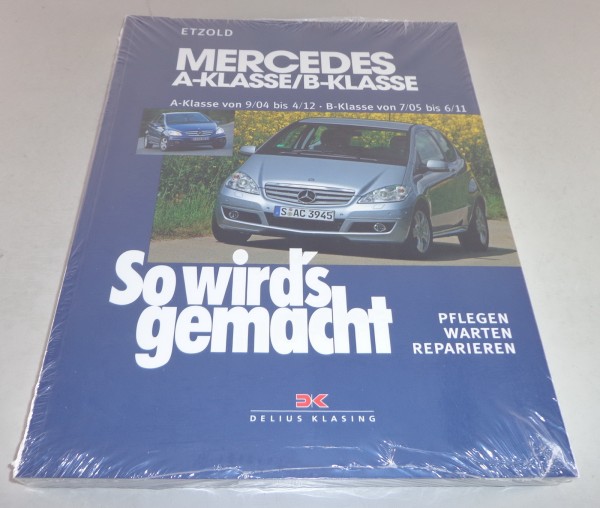 ETZOLD
MERCEDES
A-KLASSE/B-KLASSE
A-Klasse von 9/04 bis 4/12 · B-Klasse von 7/05 bis 6/11
S AC 3945
So wird's
gemacht
PFLEGEN
WARTEN
REPARIEREN
DK
DELIUS KLASING